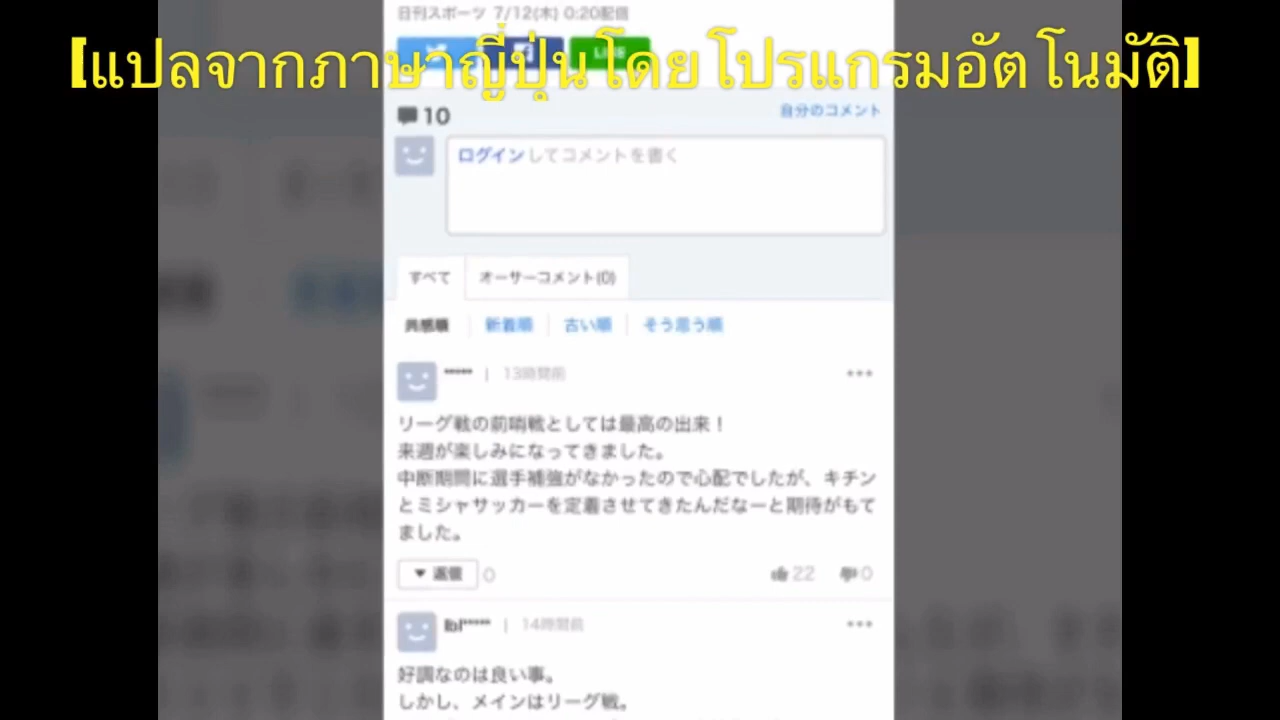 日刊スポーツ 7/12(木) 0:20配信
[แปลจากภาษาญี่ปุ่นโดยโปรแกรมอัตโนมัติ]
10
自分のコメント
ログインしてコメントを書く
すべて
オーサーコメント(0)
共感順
新着順
古い順
そう思う順
*****
13時間前
リーグ戦の前哨戦としては最高の出来！
来週が楽しみになってきました。
中断期間に選手補強がなかったので心配でしたが、キチン
とミシャサッカーを定着させてきたんだなーと期待がもて
ました。
返信 0
22
0
lbl*****
14時間前
好調なのは良い事。
しかし、メインはリーグ戦。